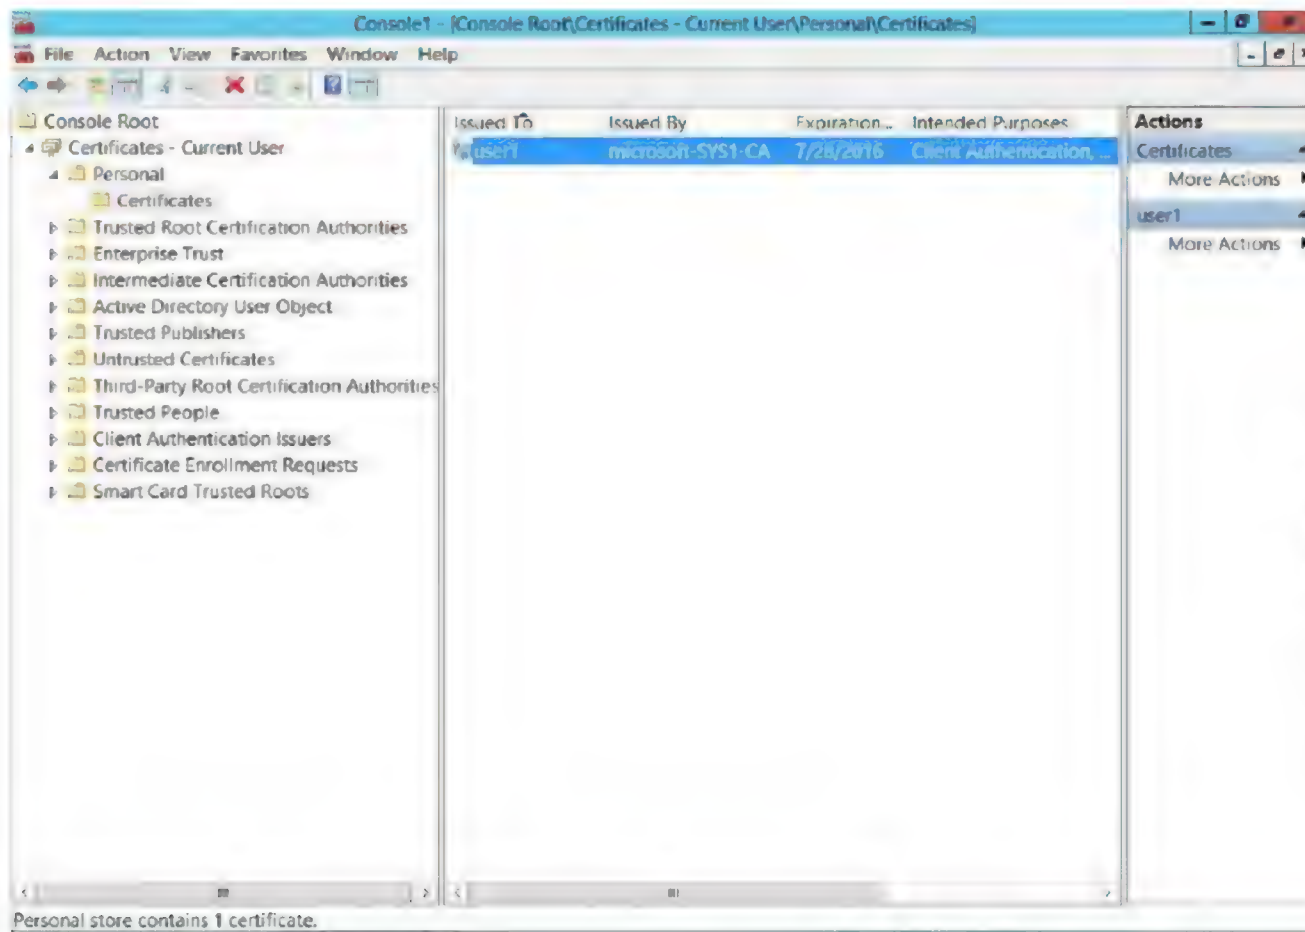 Console1 - [Console Root\Certificates - Current User\Personal\Certificates]
File Action View Favorites Window Help
Console Root
Certificates - Current User
Personal
Certificates
Trusted Root Certification Authorities
Enterprise Trust
Intermediate Certification Authorities
Active Directory User Object
Trusted Publishers
Untrusted Certificates
Third-Party Root Certification Authorities
Trusted People
Client Authentication Issuers
Certificate Enrollment Requests
Smart Card Trusted Roots
Issued To Issued By Expiration... Intended Purposes
user1 microsoft-SYS1-CA 7/28/2016 Client Authentication, ...
Actions
Certificates
More Actions
user1
More Actions
Personal store contains 1 certificate.